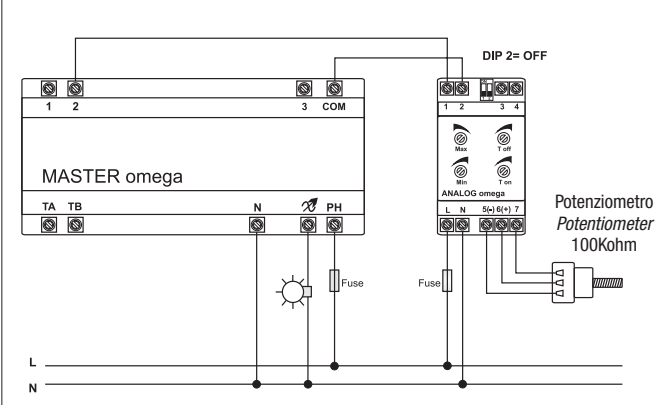 DIP 2= OFF
1 2 3 COM
1 2 3 4
Max T off
Min T on
MASTER omega
ANALOG omega
TA TB N PH
L N 5(-) 6(+) 7
Potenziometro
Potentiometer
100Kohm
Fuse
Fuse
L
N